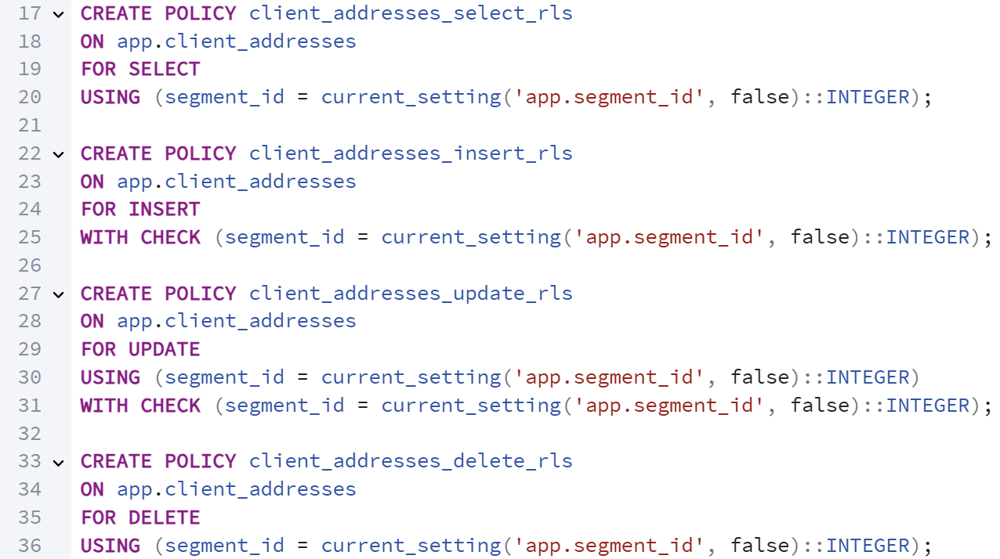 17 CREATE POLICY client_addresses_select_rls
18 ON app.client_addresses
19 FOR SELECT
20 USING (segment_id = current_setting('app.segment_id', false)::INTEGER);
21
22 CREATE POLICY client_addresses_insert_rls
23 ON app.client_addresses
24 FOR INSERT
25 WITH CHECK (segment_id = current_setting('app.segment_id', false)::INTEGER);
26
27 CREATE POLICY client_addresses_update_rls
28 ON app.client_addresses
29 FOR UPDATE
30 USING (segment_id = current_setting('app.segment_id', false)::INTEGER)
31 WITH CHECK (segment_id = current_setting('app.segment_id', false)::INTEGER);
32
33 CREATE POLICY client_addresses_delete_rls
34 ON app.client_addresses
35 FOR DELETE
36 USING (segment_id = current_setting('app.segment_id', false)::INTEGER);